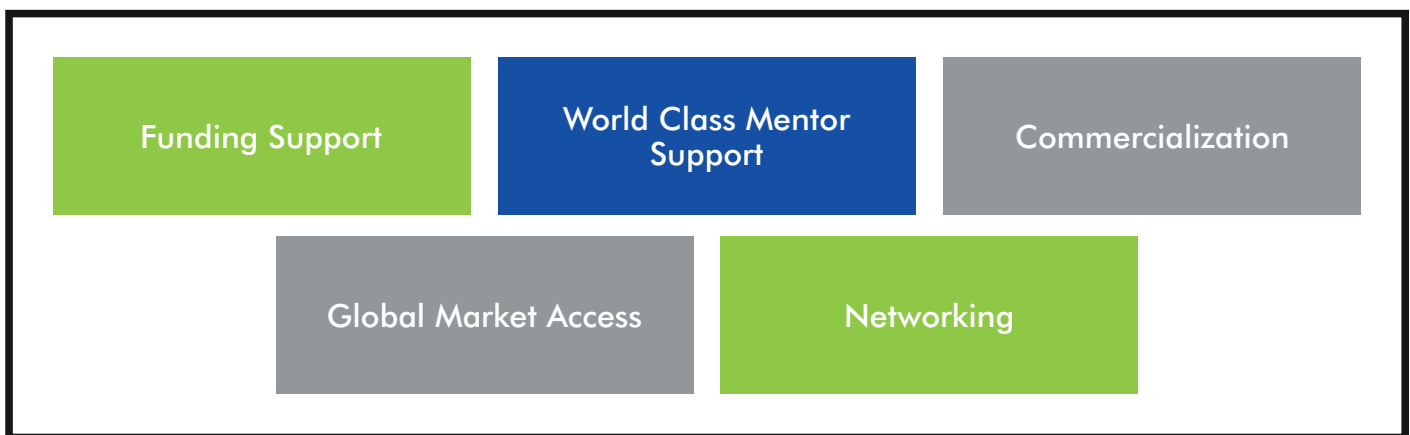 Funding Support
World Class Mentor
Support
Commercialization
Global Market Access
Networking